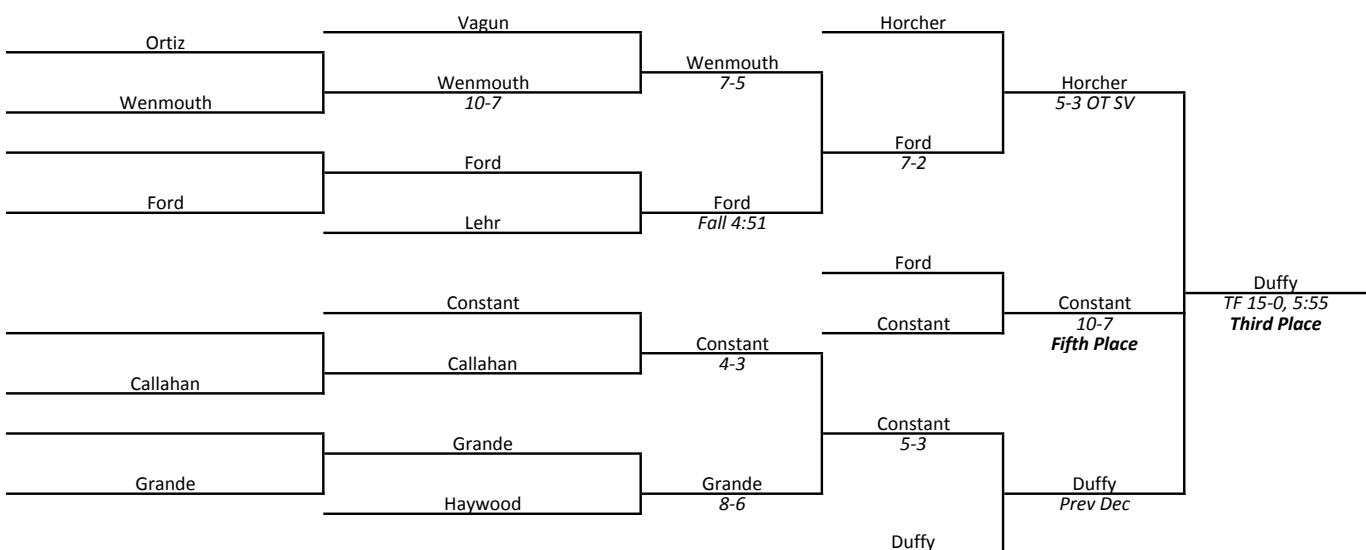 Vagun
Horcher
Ortiz
Wenmouth
7-5
Wenmouth
10-7
Horcher
5-3 OT SV
Wenmouth
Ford
7-2
Ford
Ford
Ford
Fall 4:51
Lehr
Ford
Duffy
TF 15-0, 5:55
Third Place
Constant
Constant
10-7
Fifth Place
Constant
Constant
4-3
Callahan
Callahan
Constant
5-3
Grande
Grande
Grande
8-6
Duffy
Prev Dec
Haywood
Duffy